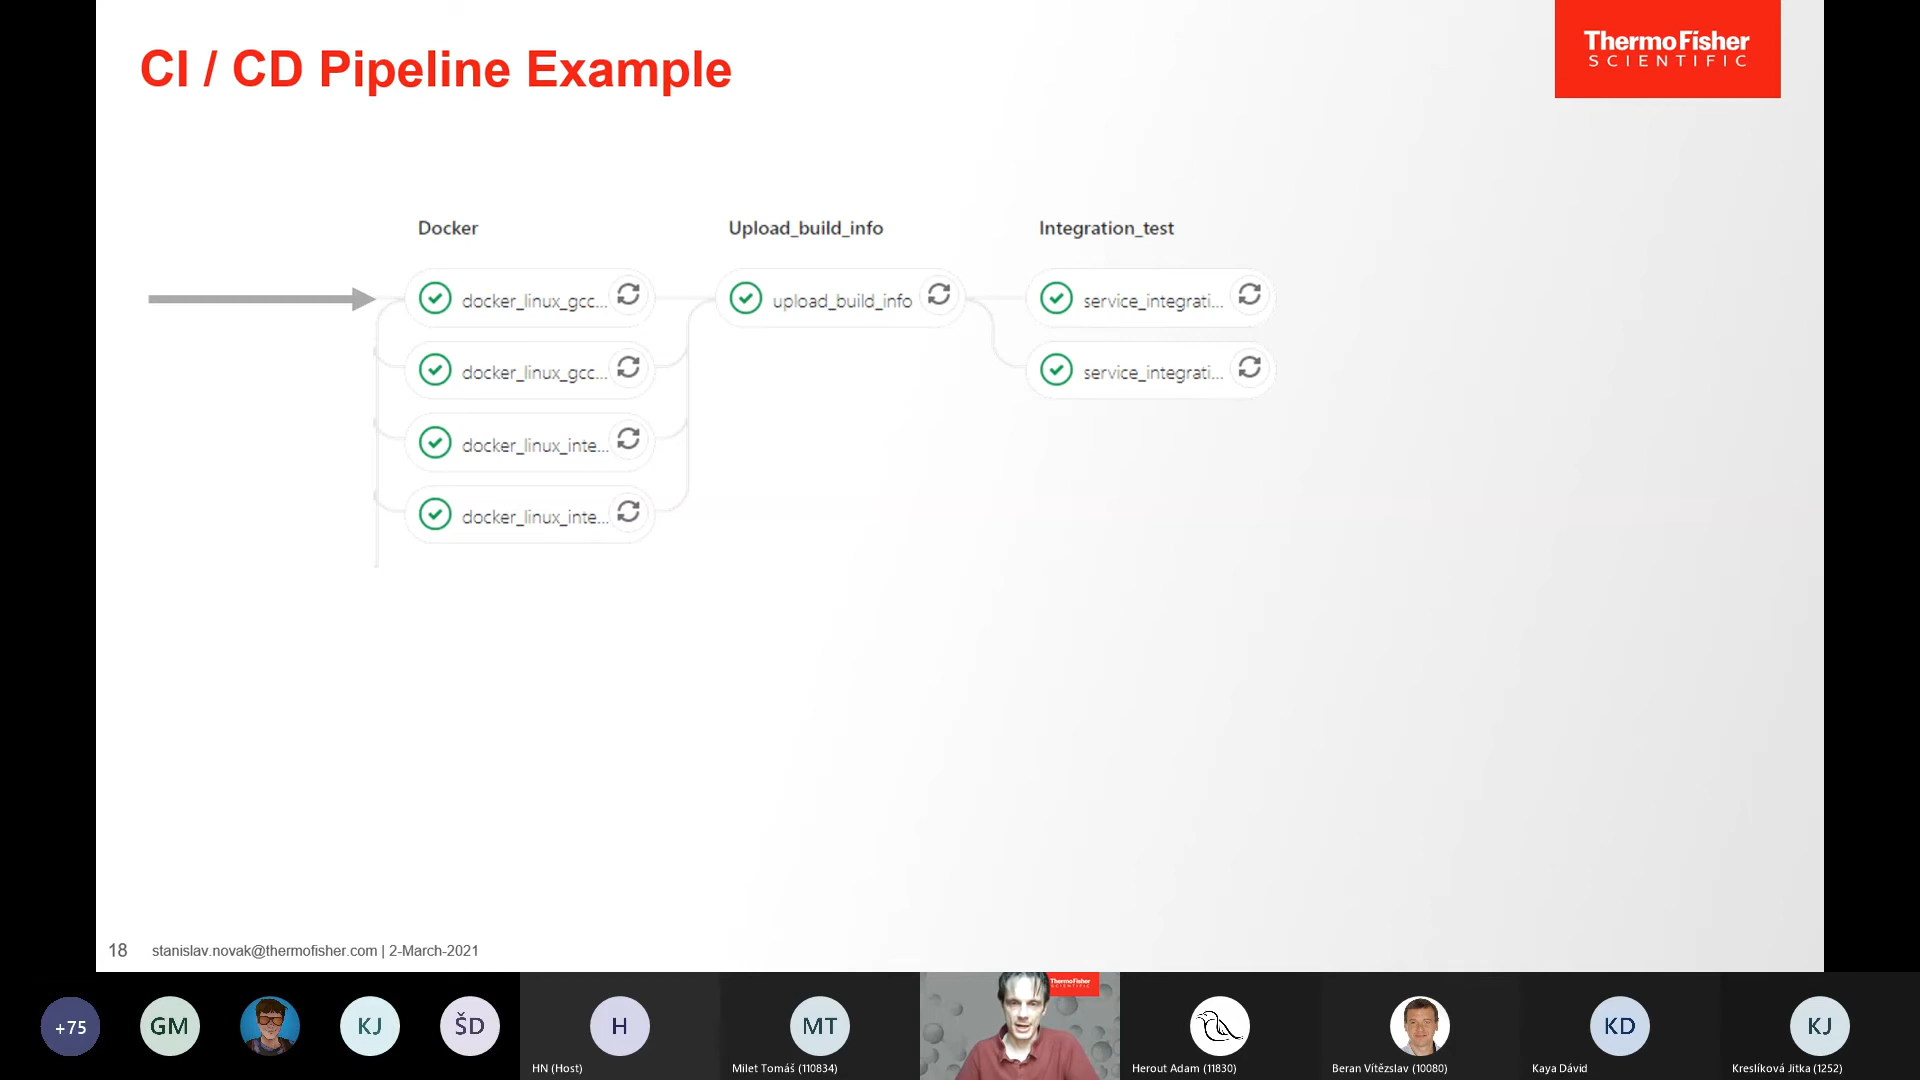 CI / CD Pipeline Example
ThermoFisher
SCIENTIFIC
Docker
Upload_build_info
Integration_test
docker_linux_gcc...
upload_build_info
service_integrati...
docker_linux_gcc...
service_integrati...
docker_linux_inte...
docker_linux_inte...
18
stanislav.novak@thermofisher.com | 2-March-2021
+75
GM
KJ
ŠD
H
MT
ThermoFisher
SCIENTIFIC
KD
KJ
HN (Host)
Milet Tomáš (110834)
Herout Adam (11830)
Beran Vítězslav (10080)
Kaya Dávid
Kreslíková Jitka (1252)